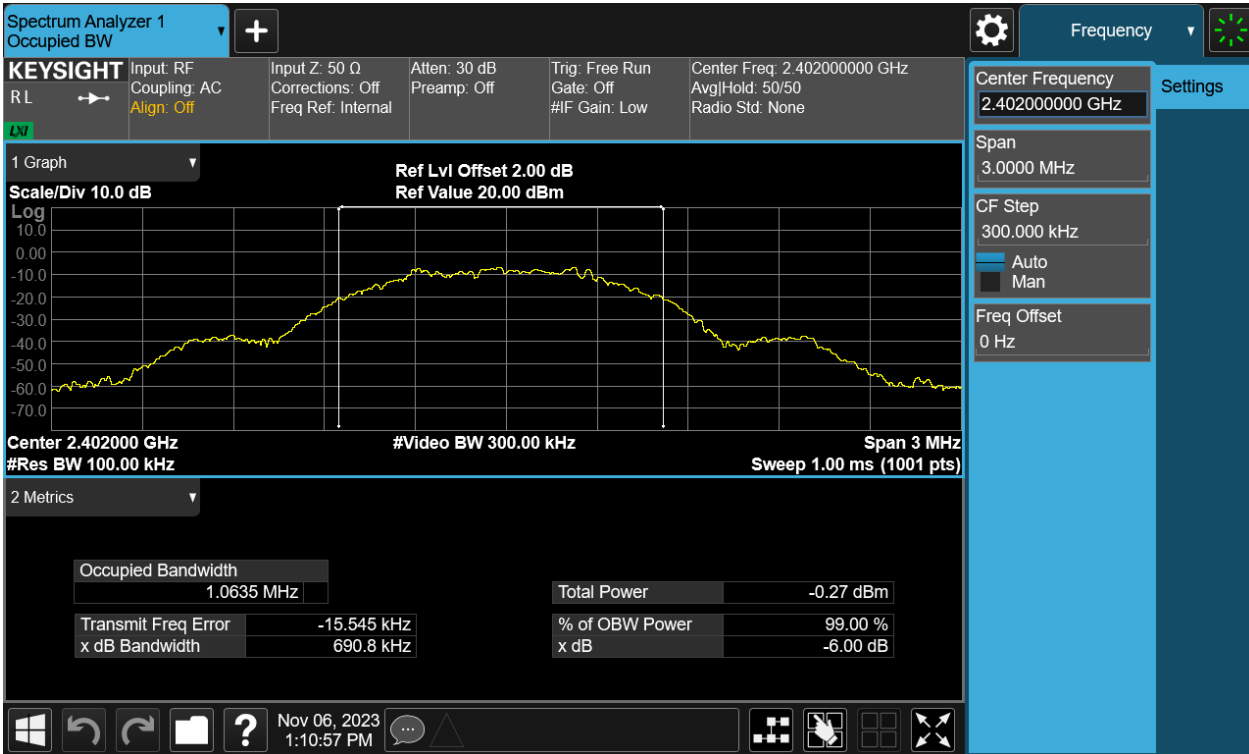 Spectrum Analyzer 1
Occupied BW
Frequency
KEYSIGHT
R L
LXI
Input: RF
Coupling: AC
Align: Off
Input Z: 50 Ω
Corrections: Off
Freq Ref: Internal
Atten: 30 dB
Preamp: Off
Trig: Free Run
Gate: Off
#IF Gain: Low
Center Freq: 2.402000000 GHz
Avg|Hold: 50/50
Radio Std: None
Center Frequency
2.402000000 GHz
Settings
Span
3.0000 MHz
CF Step
300.000 kHz
Auto
Man
Freq Offset
0 Hz
1 Graph
Scale/Div 10.0 dB
Ref Lvl Offset 2.00 dB
Ref Value 20.00 dBm
Log
10.0
0.00
-10.0
-20.0
-30.0
-40.0
-50.0
-60.0
-70.0
Center 2.402000 GHz
#Video BW 300.00 kHz
Span 3 MHz
#Res BW 100.00 kHz
Sweep 1.00 ms (1001 pts)
2 Metrics
Occupied Bandwidth
1.0635 MHz
Total Power -0.27 dBm
Transmit Freq Error -15.545 kHz
% of OBW Power 99.00 %
x dB Bandwidth 690.8 kHz
x dB -6.00 dB
?
Nov 06, 2023
1:10:57 PM